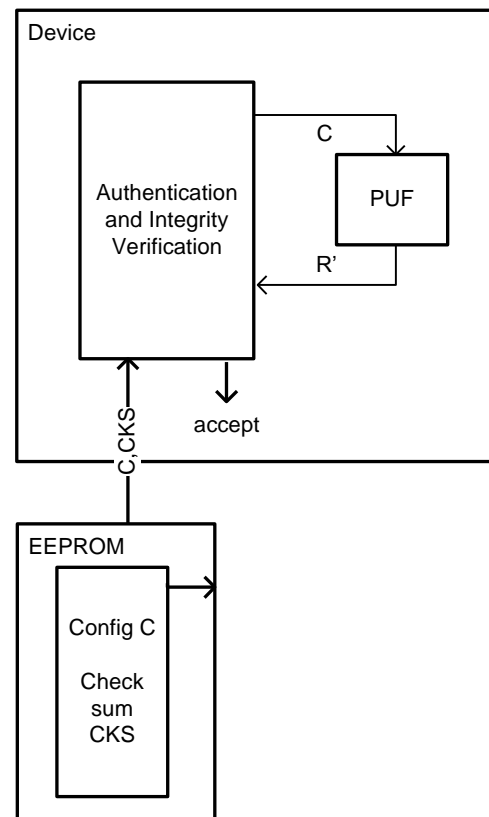 Device
Authentication
and Integrity
Verification
C
PUF
R’
accept
C,CKS
EEPROM
Config C
Check
sum
CKS